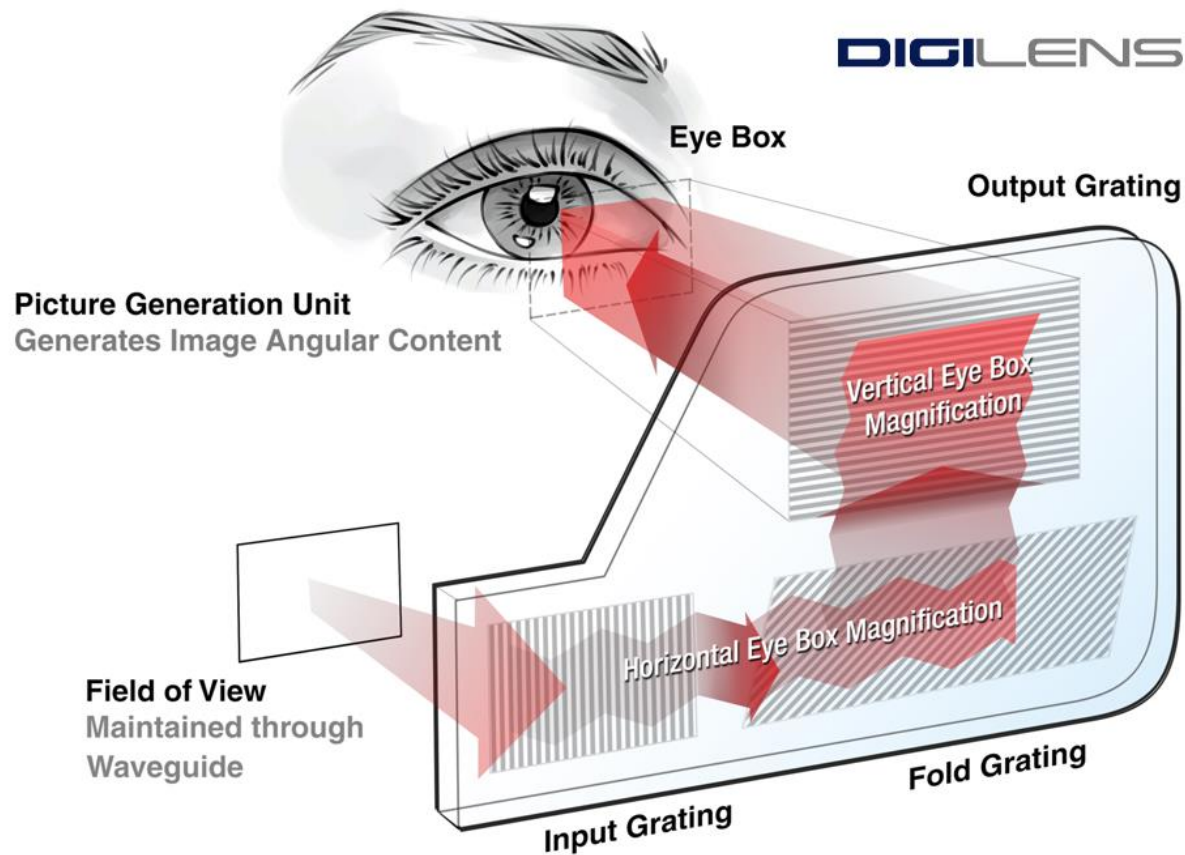 DIGILENS
Eye Box
Output Grating
Picture Generation Unit
Generates Image Angular Content
Vertical Eye Box
Magnification
Horizontal Eye Box Magnification
Field of View
Maintained through
Waveguide
Fold Grating
Input Grating